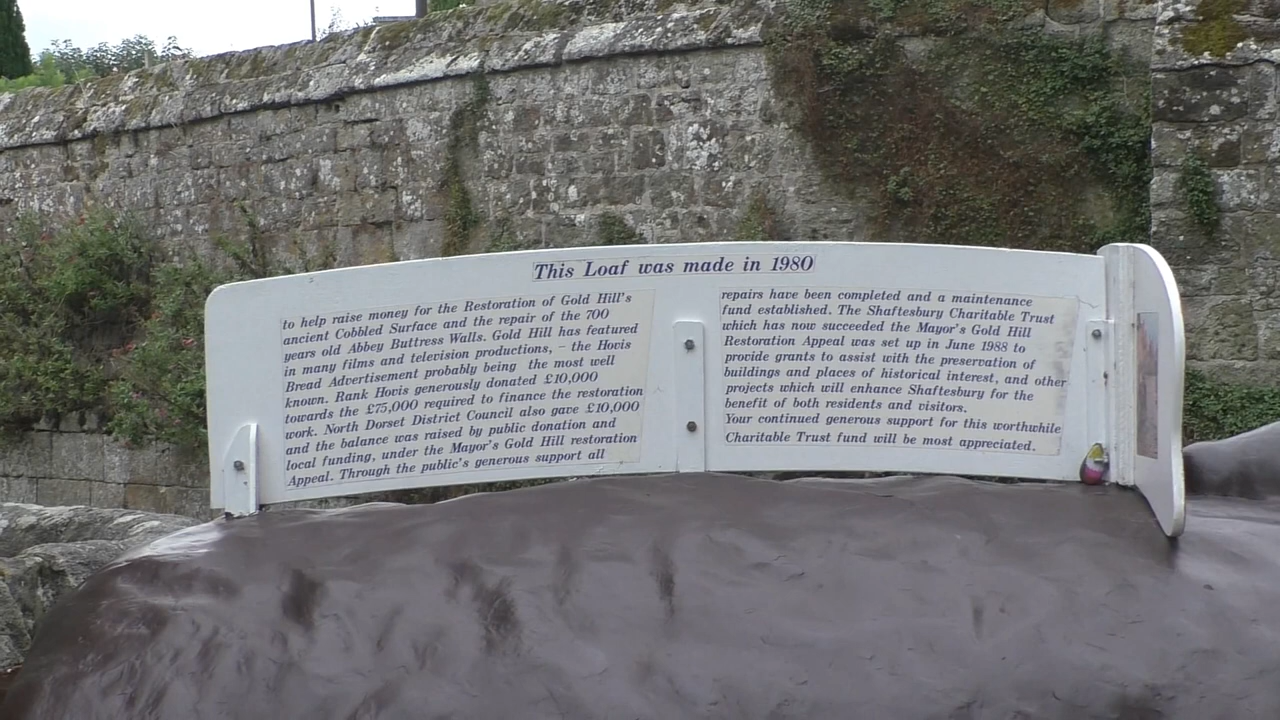 This Loaf was made in 1980
to help raise money for the Restoration of Gold Hill's
ancient Cobbled Surface and the repair of the 700
years old Abbey Buttress Walls. Gold Hill has featured
in many films and television productions, – the Hovis
Bread Advertisement probably being the most well
known. Rank Hovis generously donated £10,000
towards the £75,000 required to finance the restoration
work. North Dorset District Council also gave £10,000
and the balance was raised by public donation and
local funding, under the Mayor's Gold Hill restoration
Appeal. Through the public's generous support all
repairs have been completed and a maintenance
fund established. The Shaftesbury Charitable Trust
which has now succeeded the Mayor's Gold Hill
Restoration Appeal was set up in June 1988 to
provide grants to assist with the preservation of
buildings and places of historical interest, and other
projects which will enhance Shaftesbury for the
benefit of both residents and visitors.
Your continued generous support for this worthwhile
Charitable Trust fund will be most appreciated.